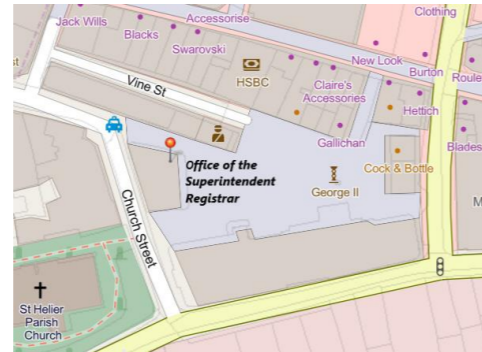 Jack Wills
Accessorise
Clothing
Blacks
Swarovski
New Look
Burton
HSBC
Vine St
Claire's
Accessories
Hettich
Gallichan
Blades
Office of the
Superintendent
Registrar
George II
Cock & Bottle
Church Street
St Helier
Parish
Church